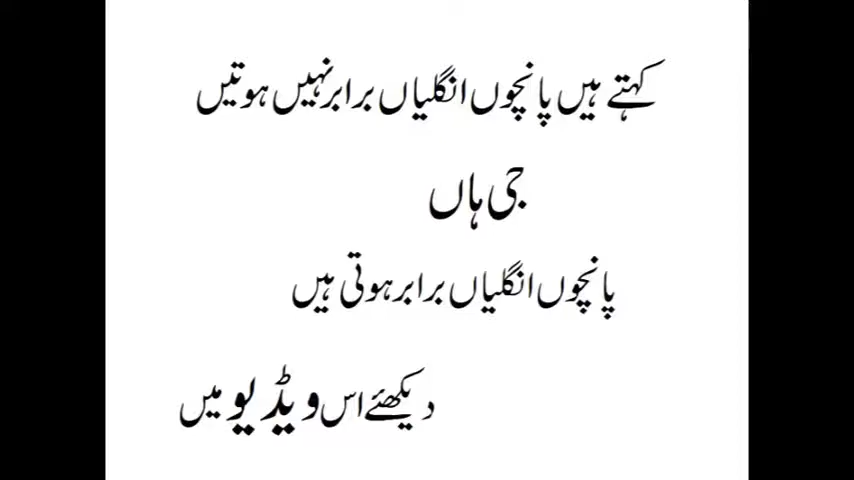 کہتے ہیں پانچوں انگلیاں برابر نہیں ہوتیں
جی ہاں
پانچوں انگلیاں برابر ہوتی ہیں
دیکھئے اس ویڈیو میں